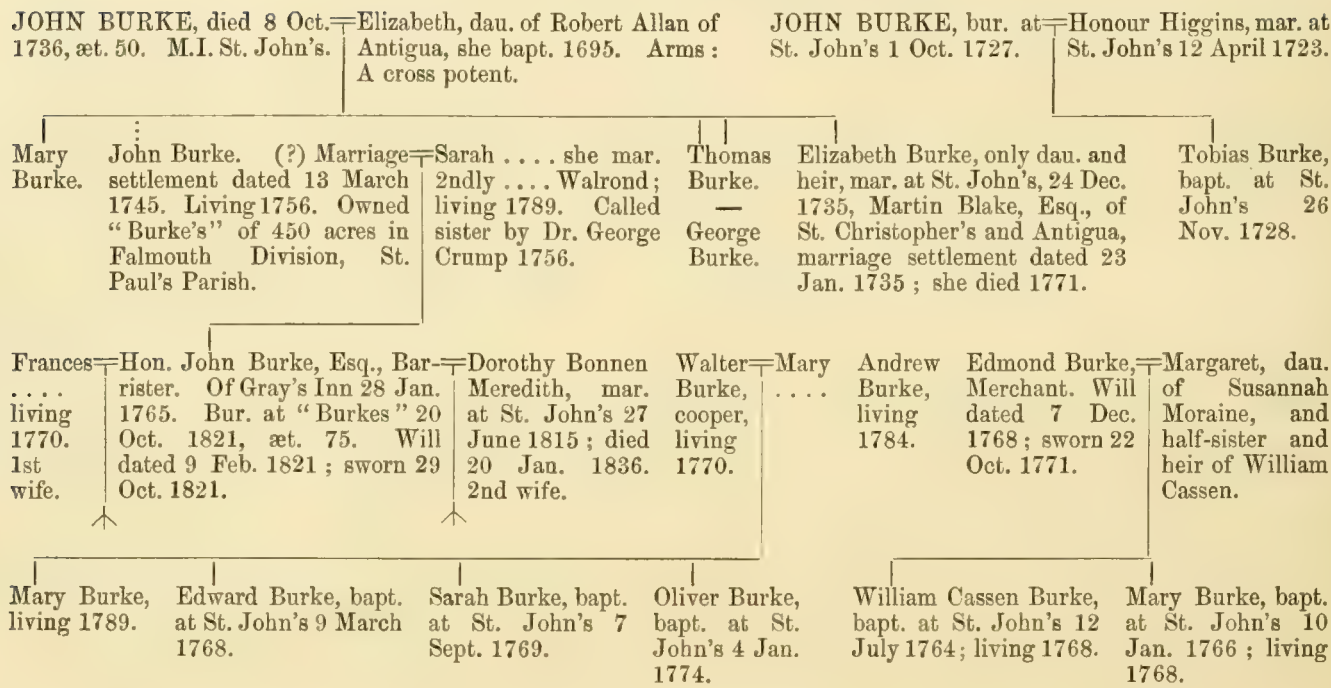 JOHN BURKE, died 8 Oct.
1736, æt. 50. M.I. St. John's.
Elizabeth, dau. of Robert Allan of
Antigua, she bapt. 1695. Arms :
A cross potent.
JOHN BURKE, bur. at
St. John's 1 Oct. 1727.
Honour Higgins, mar. at
St. John's 12 April 1723.
Mary
Burke.
John Burke. (?) Marriage
settlement dated 13 March
1745. Living 1756. Owned
"Burke's" of 450 acres in
Falmouth Division, St.
Paul's Parish.
Sarah .... she mar.
2ndly .... Walrond;
living 1789. Called
sister by Dr. George
Crump 1756.
Thomas
Burke.
—
George
Burke.
Elizabeth Burke, only dau. and
heir, mar. at St. John's, 24 Dec.
1735, Martin Blake, Esq., of
St. Christopher's and Antigua,
marriage settlement dated 23
Jan. 1735 ; she died 1771.
Tobias Burke,
bapt. at St.
John's 26
Nov. 1728.
Frances
....
living
1770.
1st
wife.
Hon. John Burke, Esq., Bar-
rister. Of Gray's Inn 28 Jan.
1765. Bur. at "Burkes" 20
Oct. 1821, æt. 75. Will
dated 9 Feb. 1821 ; sworn 29
Oct. 1821.
Dorothy Bonnen
Meredith, mar.
at St. John's 27
June 1815 ; died
20 Jan. 1836.
2nd wife.
Walter
Burke,
cooper,
living
1770.
Mary
....
Andrew
Burke,
living
1784.
Edmond Burke,
Merchant. Will
dated 7 Dec.
1768 ; sworn 22
Oct. 1771.
Margaret, dau.
of Susannah
Moraine, and
half-sister and
heir of William
Cassen.
Mary Burke,
living 1789.
Edward Burke, bapt.
at St. John's 9 March
1768.
Sarah Burke, bapt.
at St. John's 7
Sept. 1769.
Oliver Burke,
bapt. at St.
John's 4 Jan.
1774.
William Cassen Burke,
bapt. at St. John's 12
July 1764; living 1768.
Mary Burke, bapt.
at St. John's 10
Jan. 1766 ; living
1768.